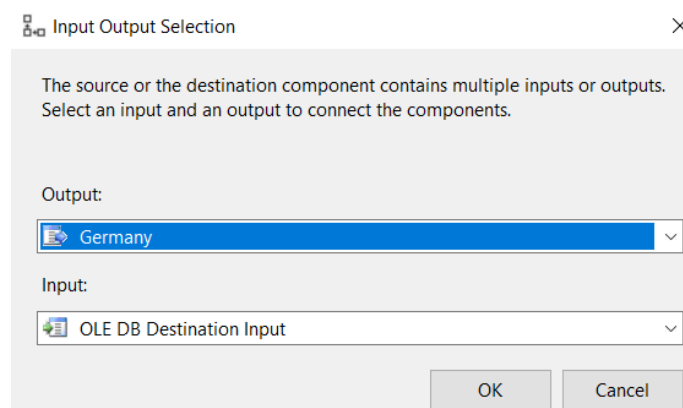 Input Output Selection
The source or the destination component contains multiple inputs or outputs.
Select an input and an output to connect the components.
Output:
Germany
Input:
OLE DB Destination Input
OK Cancel